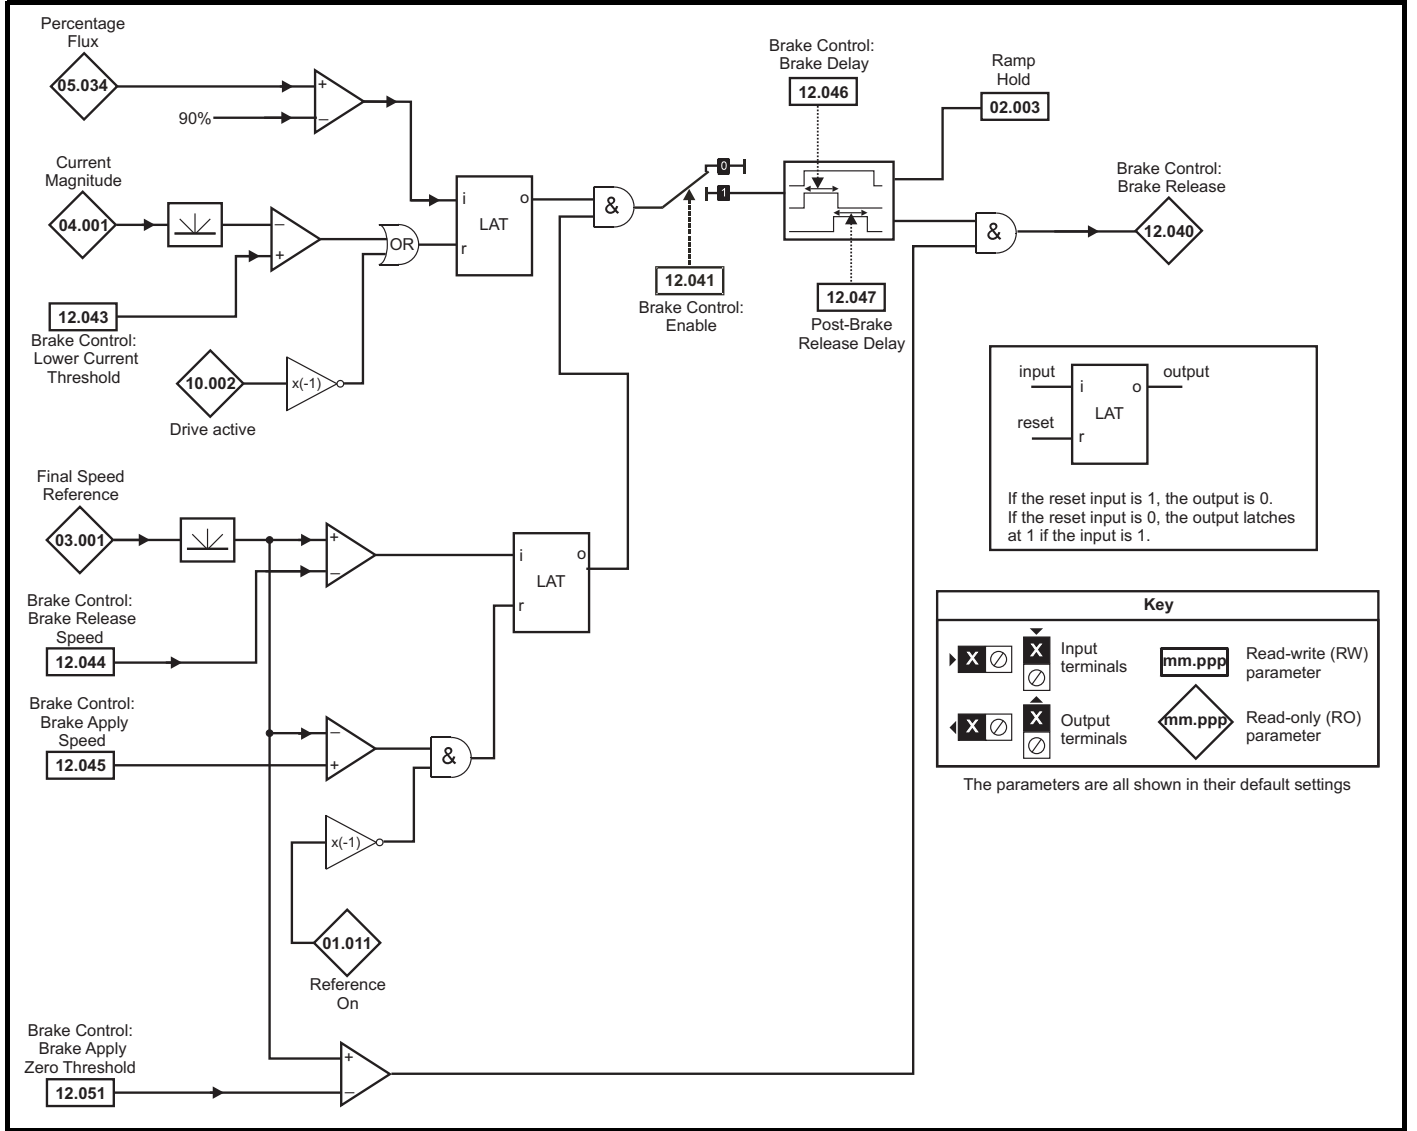 Percentage
Flux
05.034
+
90%
–
Current
Magnitude
04.001
–
+
OR
12.043
Brake Control:
Lower Current
Threshold
10.002
x(-1)
Drive active
i
o
LAT
r
&
0
1
12.041
Brake Control:
Enable
Brake Control:
Brake Delay
12.046
12.047
Post-Brake
Release Delay
Ramp
Hold
02.003
&
Brake Control:
Brake Release
12.040
Final Speed
Reference
03.001
+
–
Brake Control:
Brake Release
Speed
12.044
i
o
LAT
r
Brake Control:
Brake Apply
Speed
12.045
–
+
&
x(-1)
01.011
Reference
On
Brake Control:
Brake Apply
Zero Threshold
12.051
+
–
input
i
o
output
LAT
reset
r
If the reset input is 1, the output is 0.
If the reset input is 0, the output latches
at 1 if the input is 1.
Key
X
X
Input
terminals
mm.ppp
Read-write (RW)
parameter
X
X
Output
terminals
mm.ppp
Read-only (RO)
parameter
The parameters are all shown in their default settings